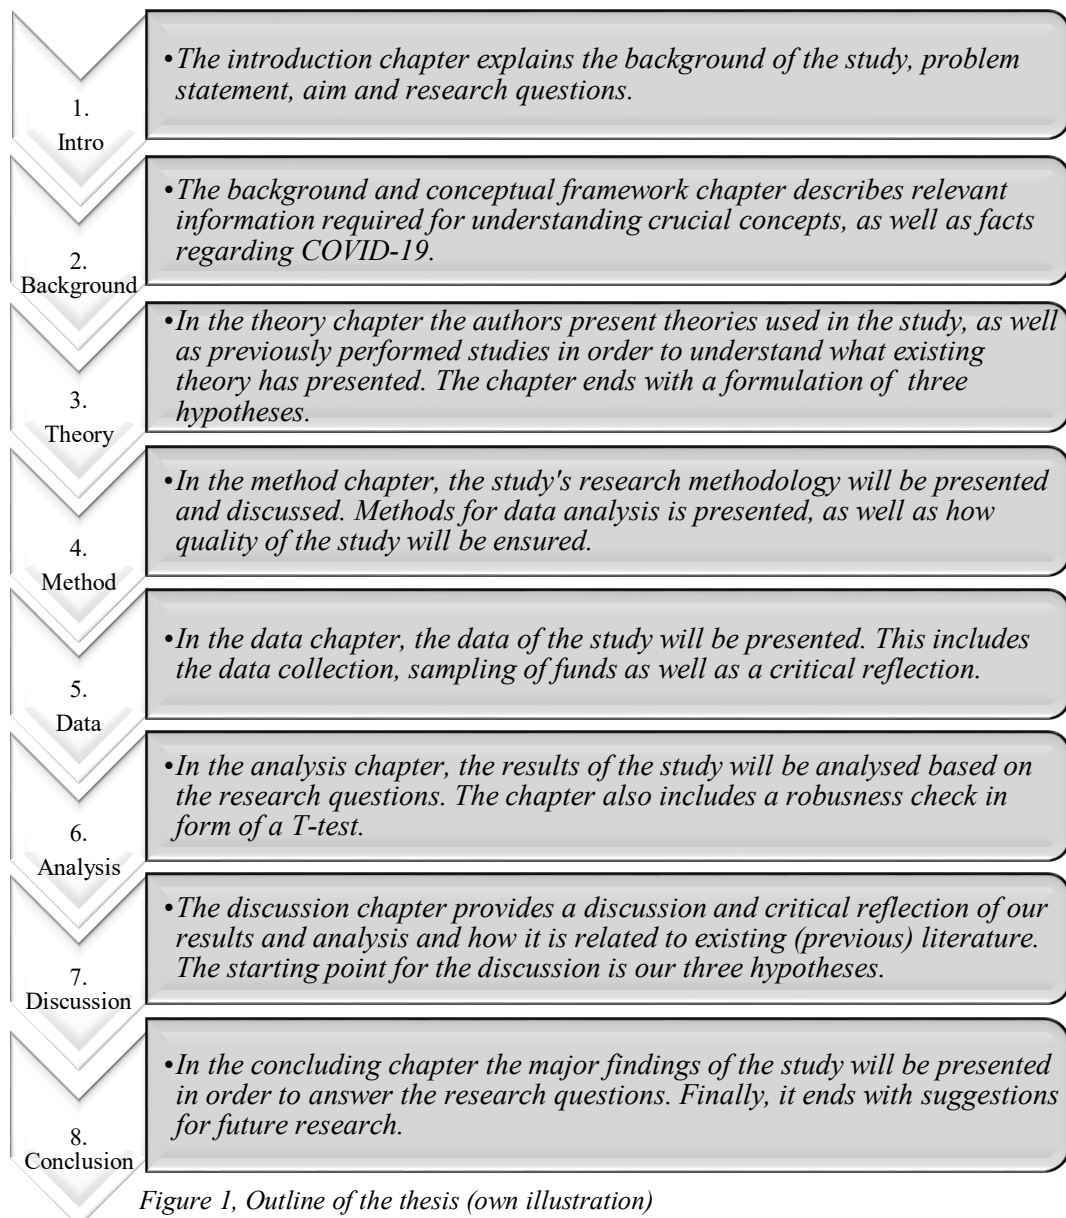 •The introduction chapter explains the background of the study, problem
statement, aim and research questions.
1.
Intro
•The background and conceptual framework chapter describes relevant
information required for understanding crucial concepts, as well as facts
regarding COVID-19.
2.
Background
•In the theory chapter the authors present theories used in the study, as well
as previously performed studies in order to understand what existing
theory has presented. The chapter ends with a formulation of three
hypotheses.
3.
Theory
•In the method chapter, the study's research methodology will be presented
and discussed. Methods for data analysis is presented, as well as how
quality of the study will be ensured.
4.
Method
•In the data chapter, the data of the study will be presented. This includes
the data collection, sampling of funds as well as a critical reflection.
5.
Data
•In the analysis chapter, the results of the study will be analysed based on
the research questions. The chapter also includes a robusness check in
form of a T-test.
6.
Analysis
•The discussion chapter provides a discussion and critical reflection of our
results and analysis and how it is related to existing (previous) literature.
The starting point for the discussion is our three hypotheses.
7.
Discussion
•In the concluding chapter the major findings of the study will be presented
in order to answer the research questions. Finally, it ends with suggestions
for future research.
8.
Conclusion
Figure 1, Outline of the thesis (own illustration)